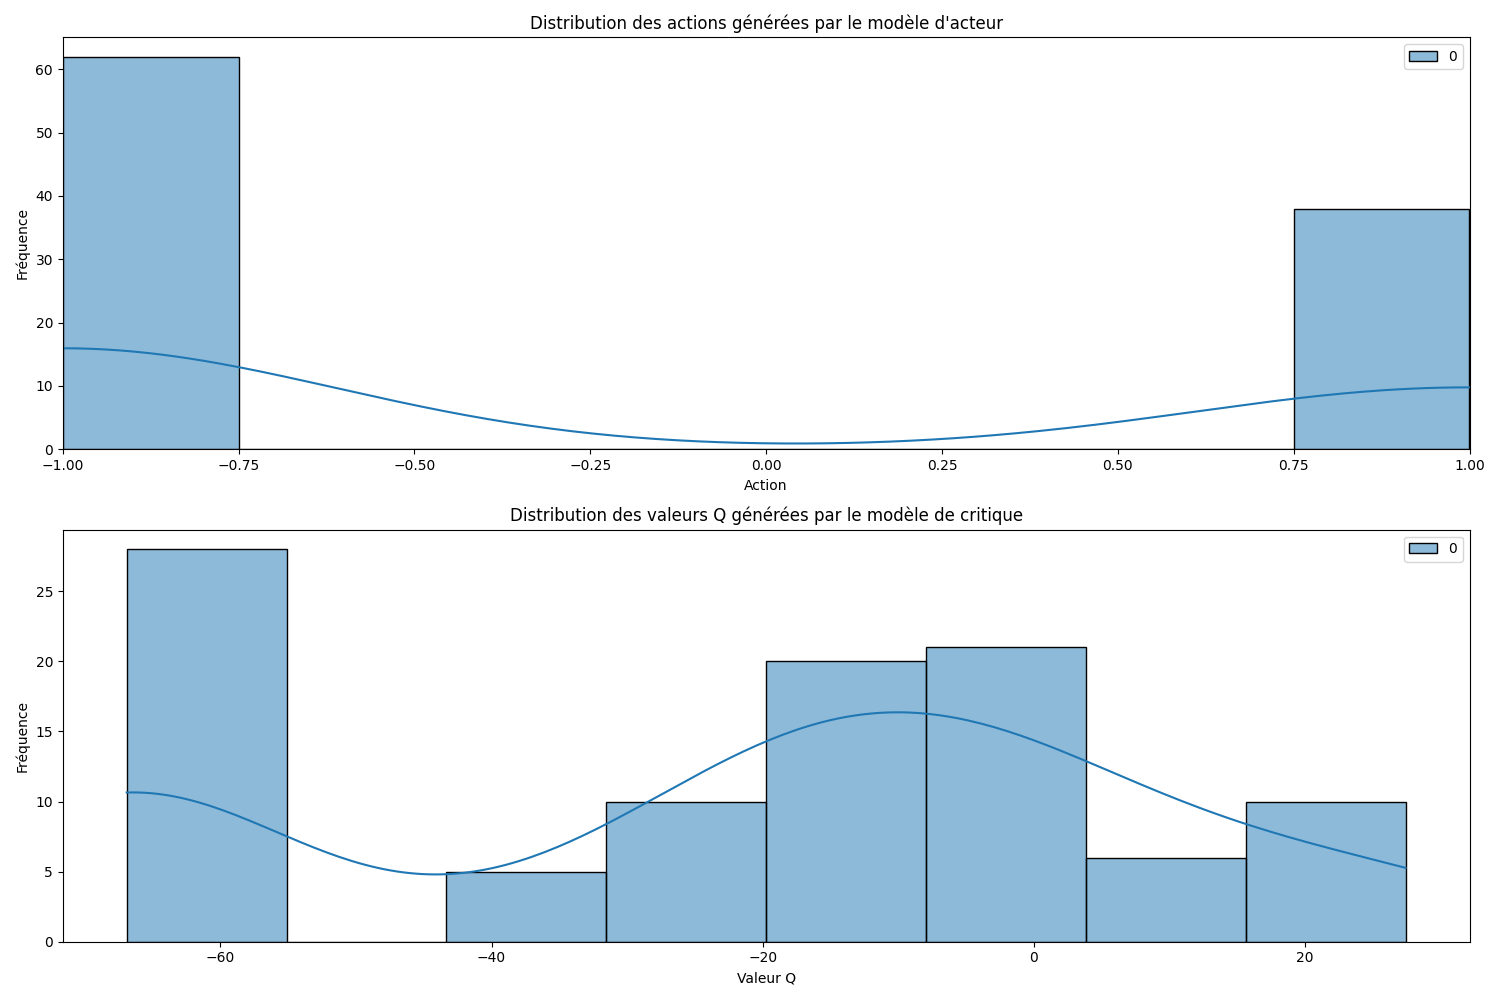 Distribution des actions générées par le modèle d'acteur
0
60
50
40
30
20
10
0
Fréquence
−1.00 −0.75 −0.50 −0.25 0.00 0.25 0.50 0.75 1.00
Action
Distribution des valeurs Q générées par le modèle de critique
0
25
20
15
10
5
0
Fréquence
−60 −40 −20 0 20
Valeur Q